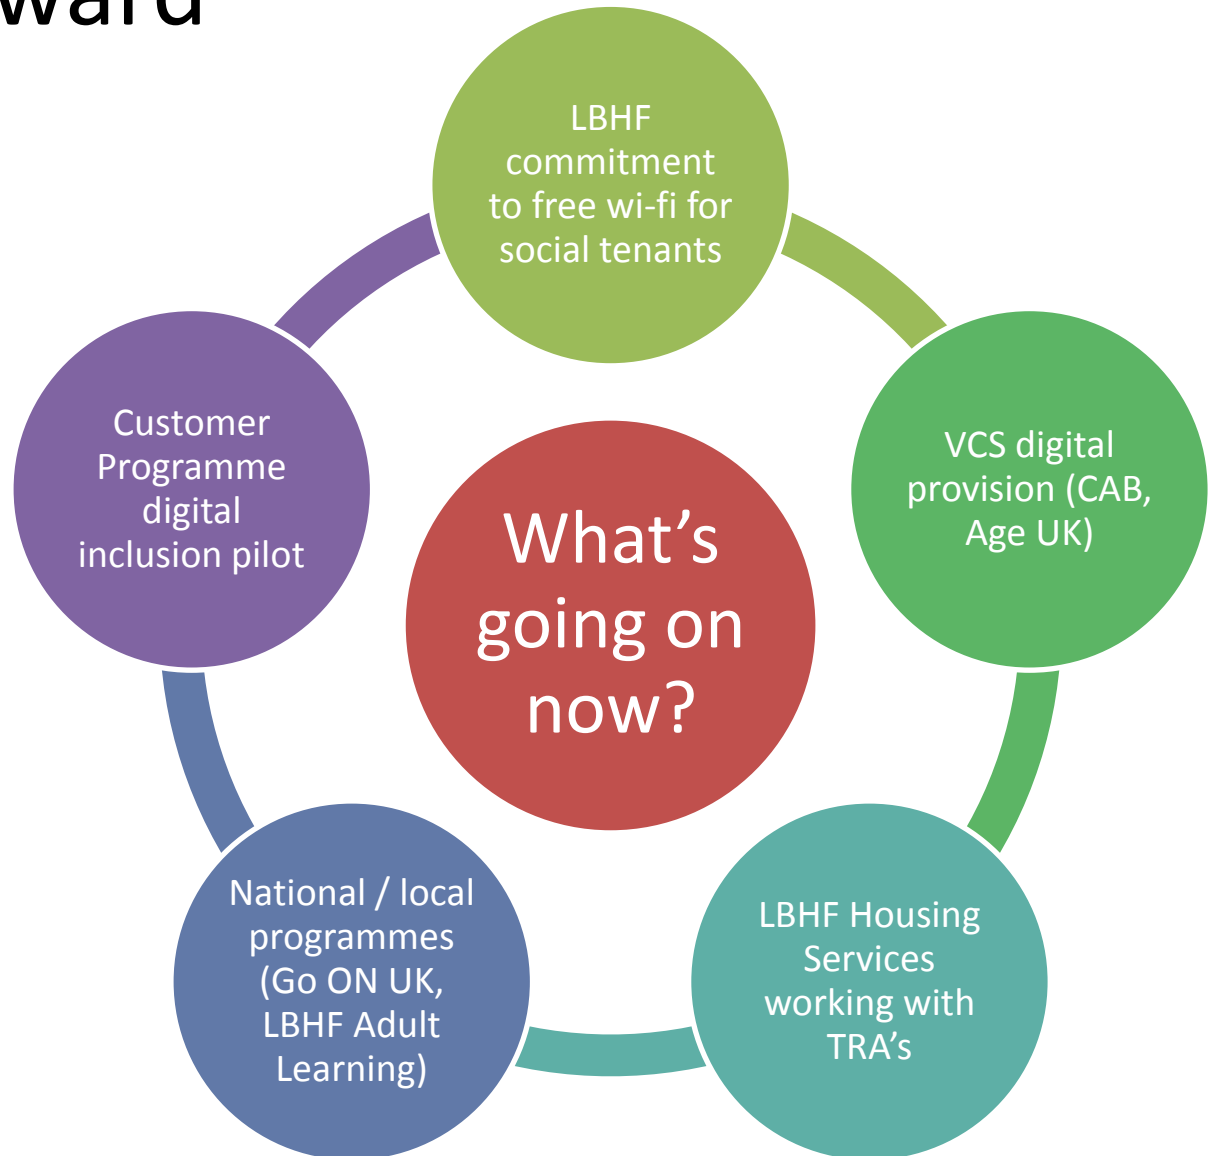 ward
LBHF
commitment
to free wi-fi for
social tenants
VCS digital
provision (CAB,
Age UK)
LBHF Housing
Services
working with
TRA’s
National / local
programmes
(Go ON UK,
LBHF Adult
Learning)
Customer
Programme
digital
inclusion pilot
What’s
going on
now?